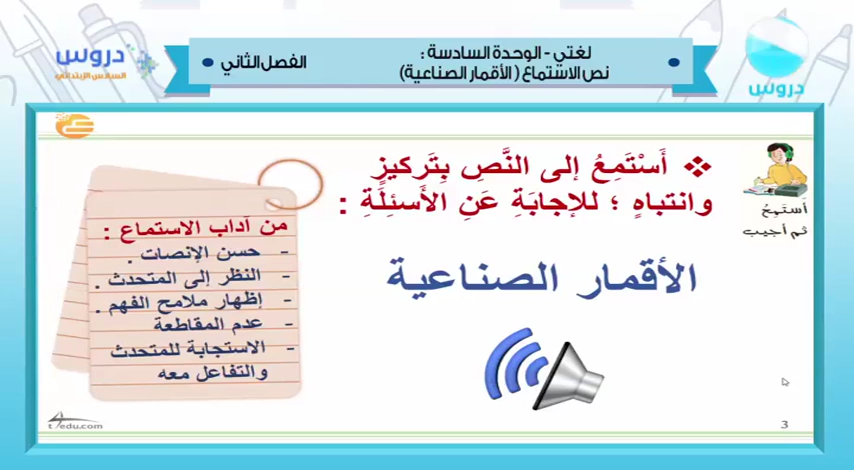 دروس
السادس الابتدائي
لغتي - الوحدة السادسة :
نص الاستماع ( الأقمار الصناعية)
الفصل الثاني
دروس
❖ أَسْتَمِعُ إلى النَّصِ بِتَركيزٍ
وانتباهٍ ؛ للإجابَةِ عَنِ الأَسئِلَةِ :
أَستَمِعُ
ثم أجيب
الأقمار الصناعية
من آداب الاستماع :
- حسن الإنصات .
- النظر إلى المتحدث .
- إظهار ملامح الفهم .
- عدم المقاطعة
- الاستجابة للمتحدث
والتفاعل معه
t4edu.com
3